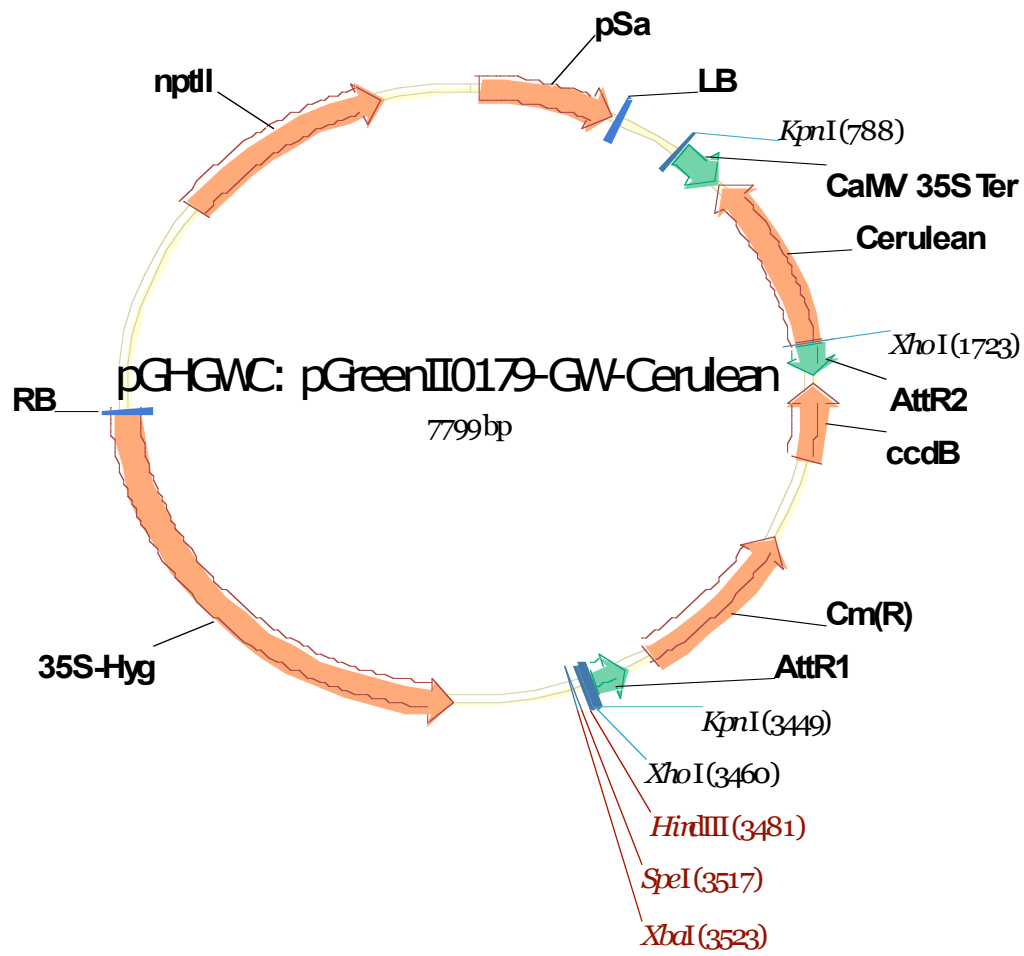 pSa
nptII
LB
KpnI (788)
CaMV 35S Ter
Cerulean
XhoI (1723)
pGHGWC: pGreenII0179-GW-Cerulean
7799 bp
RB
AttR2
ccdB
Cm(R)
35S-Hyg
AttR1
KpnI (3449)
XhoI (3460)
HindIII (3481)
SpeI (3517)
XbaI (3523)